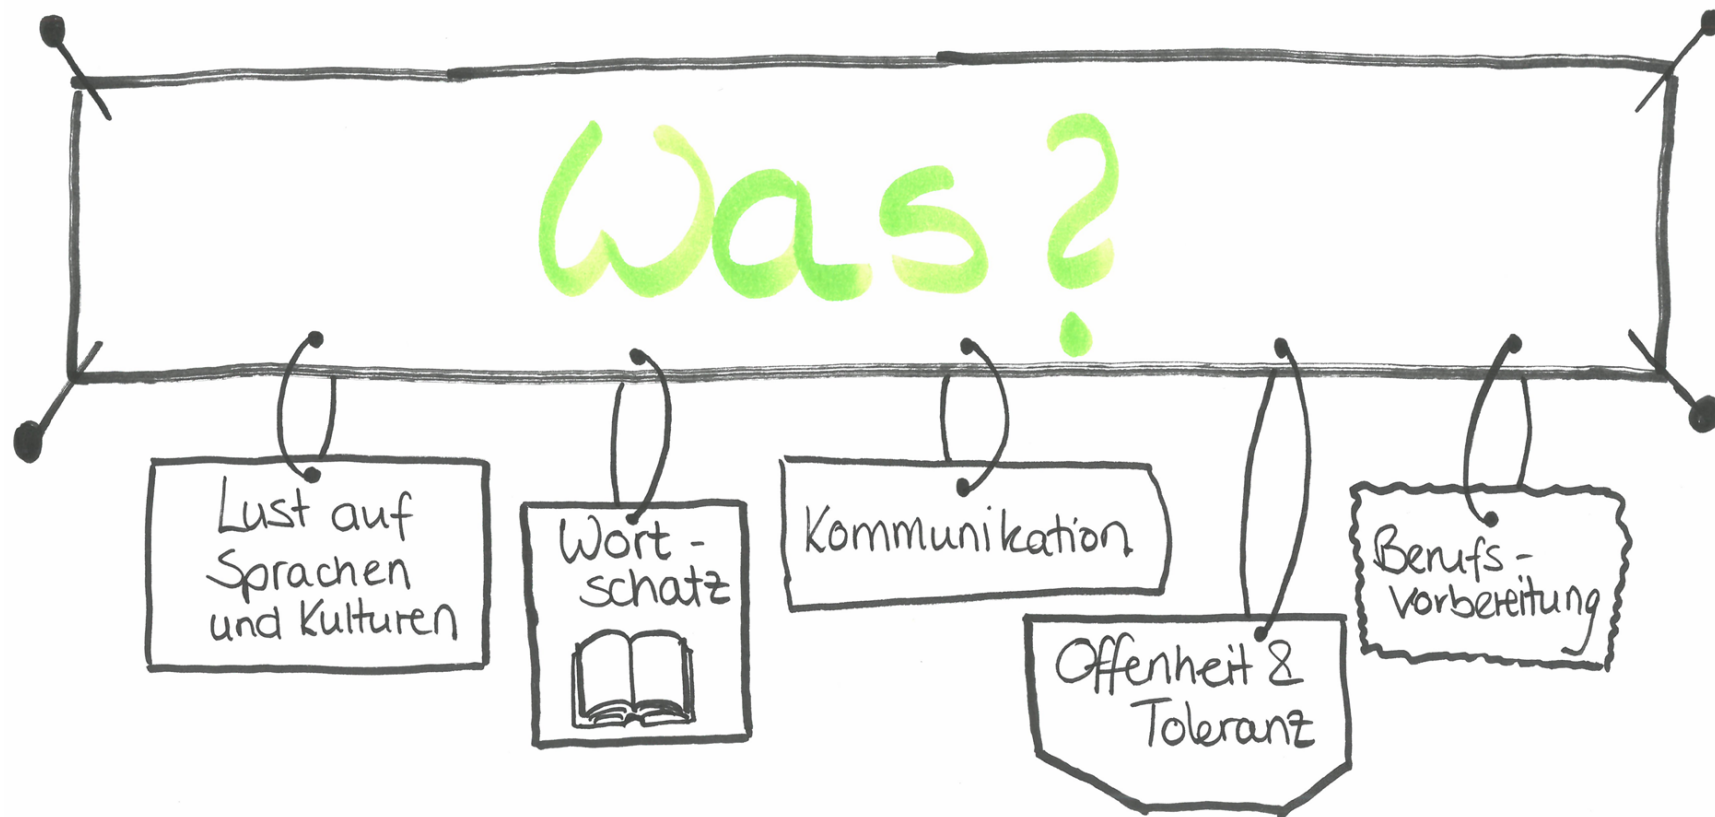 Was?
Lust auf
Sprachen
und Kulturen
Wort-
schatz
Kommunikation
Offenheit &
Toleranz
Berufs-
vorbereitung